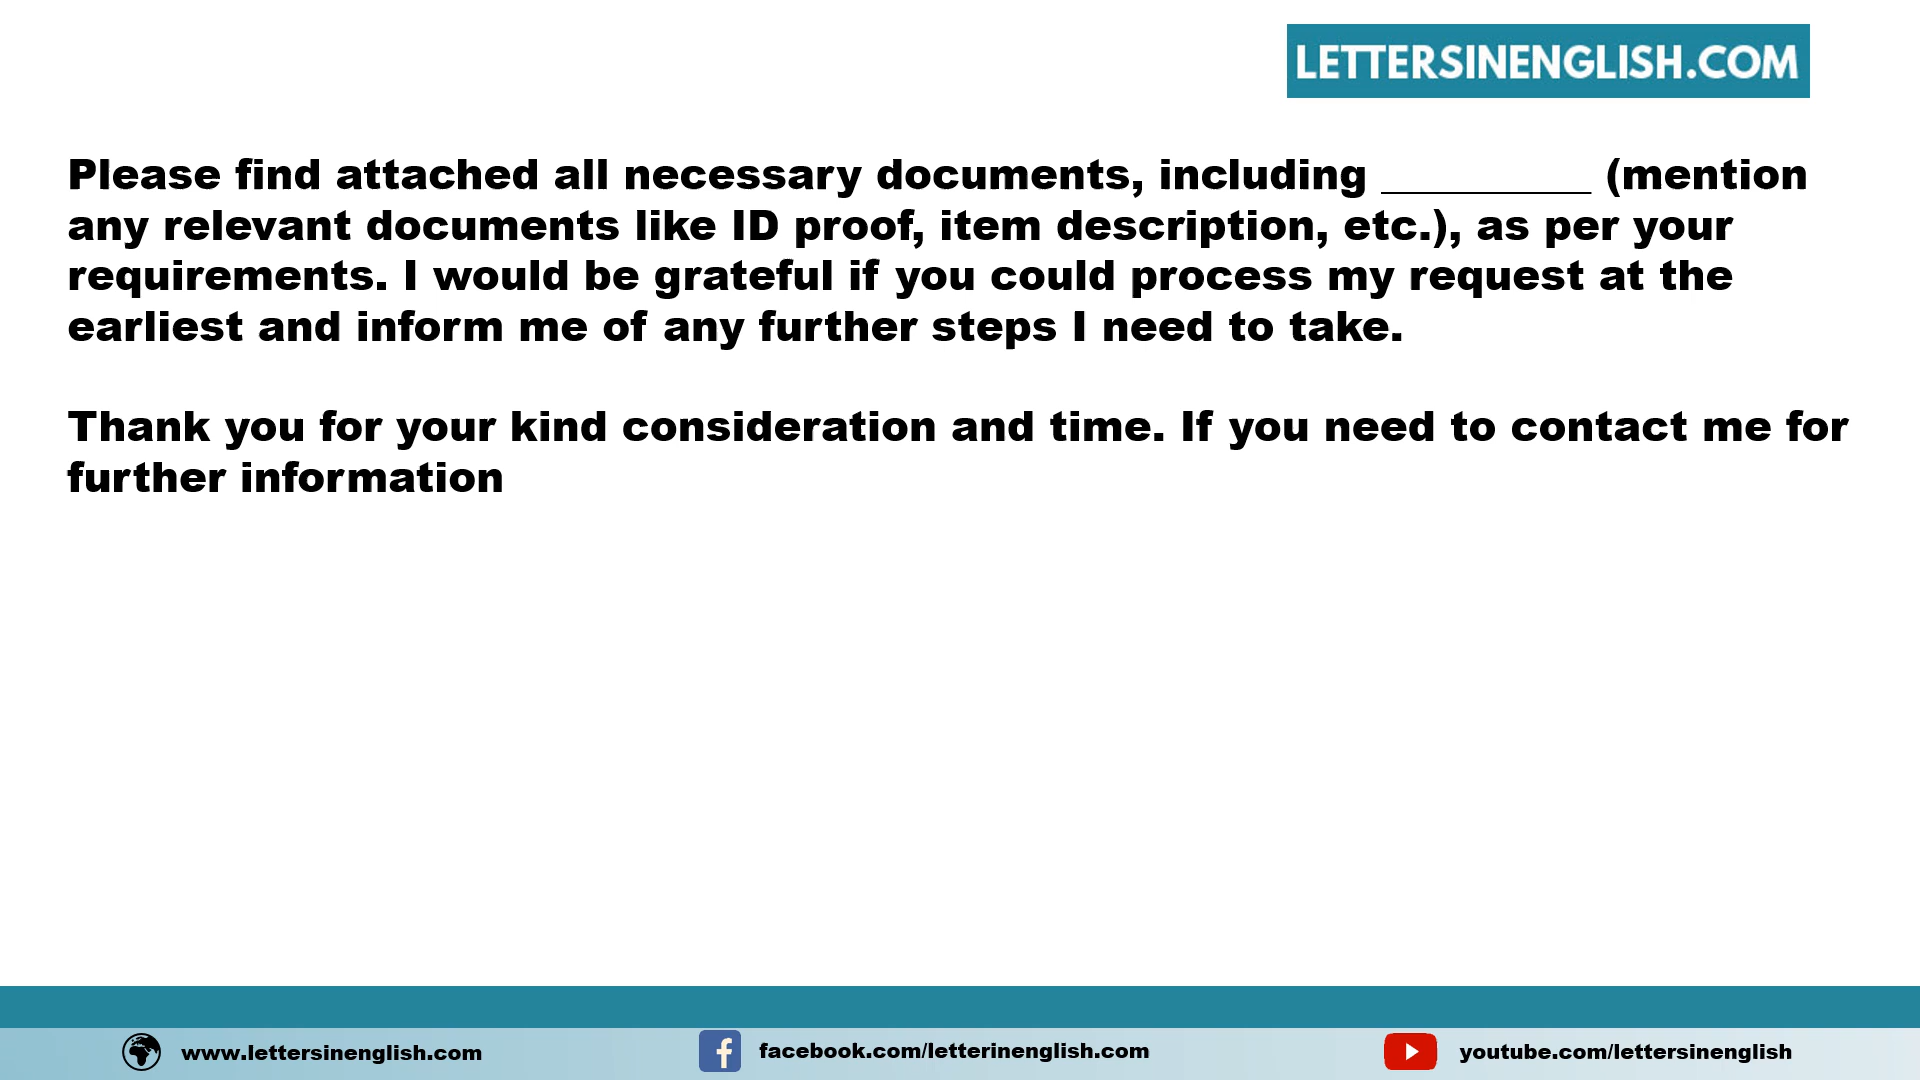 LETTERSINENGLISH.COM
Please find attached all necessary documents, including __________ (mention
any relevant documents like ID proof, item description, etc.), as per your
requirements. I would be grateful if you could process my request at the
earliest and inform me of any further steps I need to take.
Thank you for your kind consideration and time. If you need to contact me for
further information
www.lettersinenglish.com
facebook.com/letterinenglish.com
youtube.com/lettersinenglish